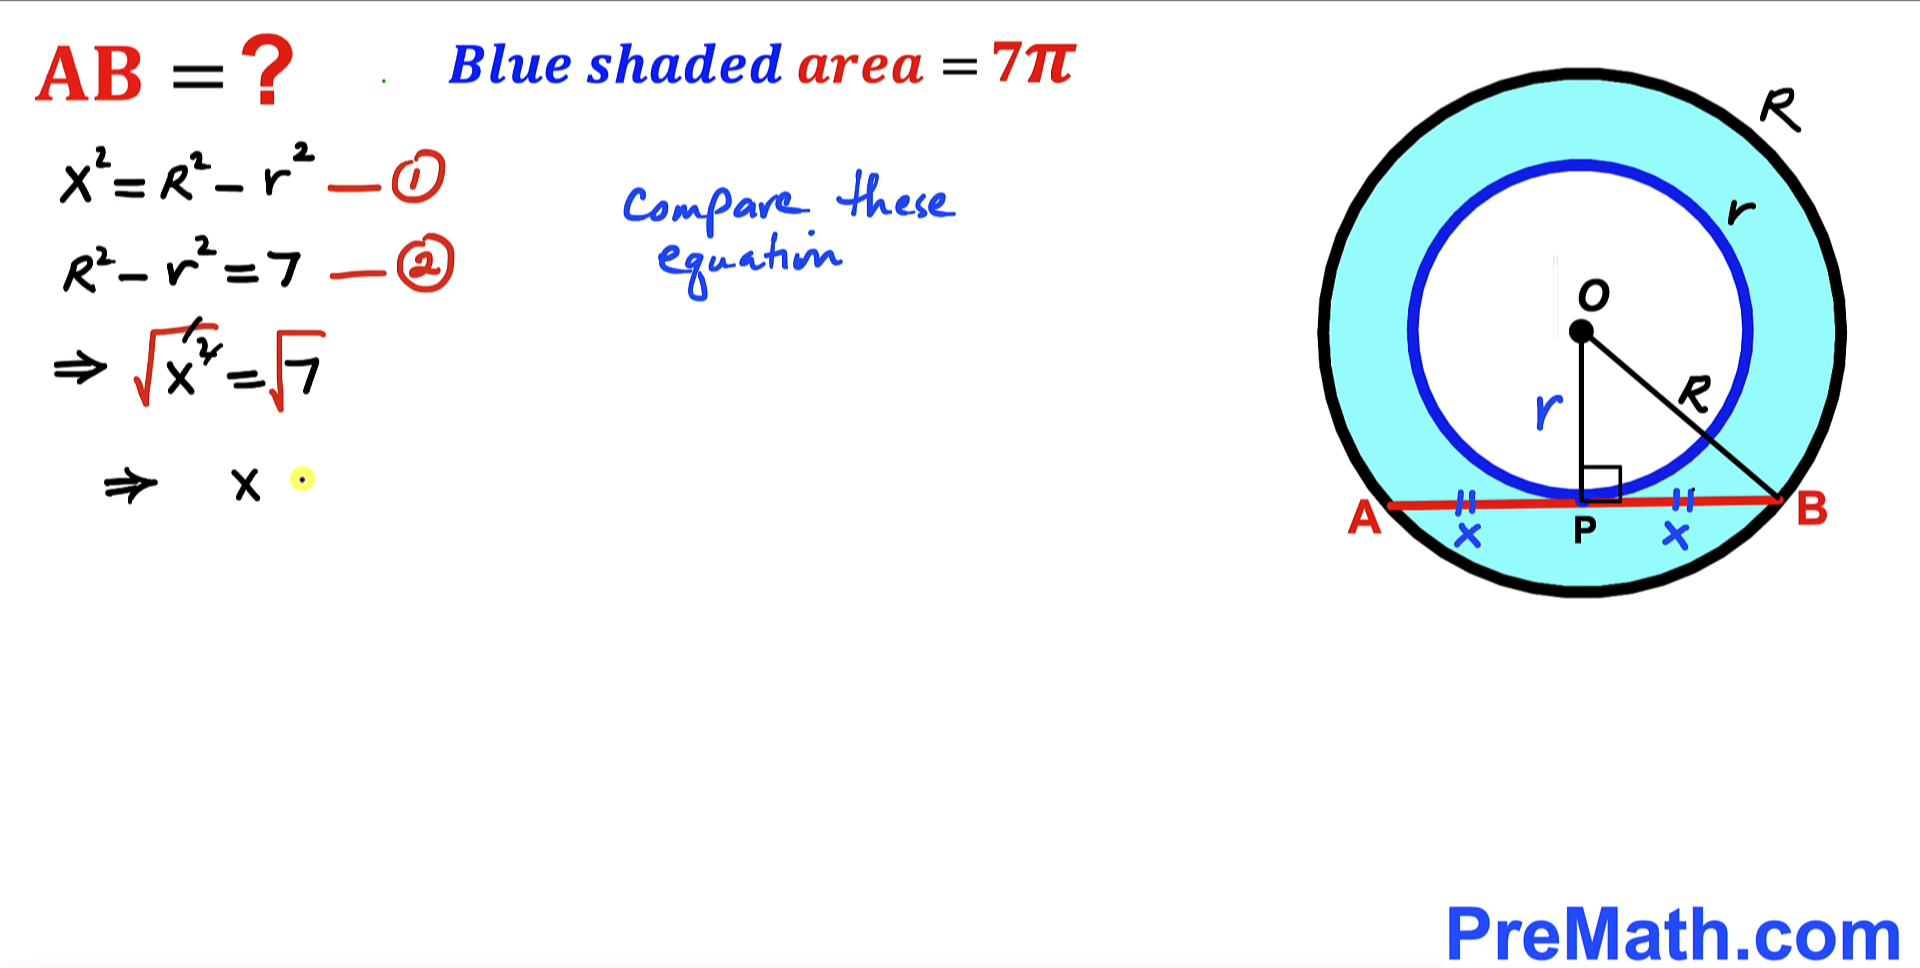 AB = ?
Blue shaded area = 7π
x² = R² - r² — ①
R² - r² = 7 — ②
⇒ √x² = √7
⇒ x
Compare these
equation
R
r
O
R
r
A
B
P
x
x
PreMath.com